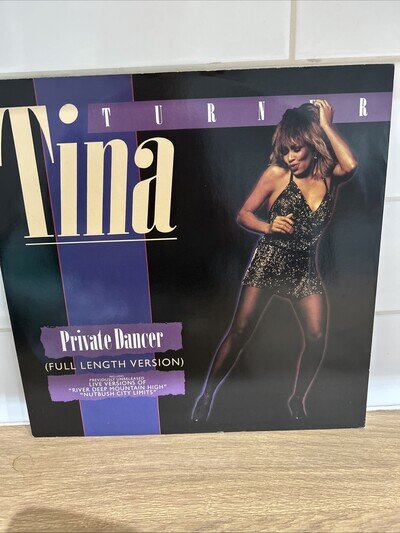 TURNER
Tina
Private Dancer
(FULL LENGTH VERSION)
PREVIOUSLY UNRELEASED
LIVE VERSIONS OF
"RIVER DEEP MOUNTAIN HIGH"
"NUTBUSH CITY LIMITS"